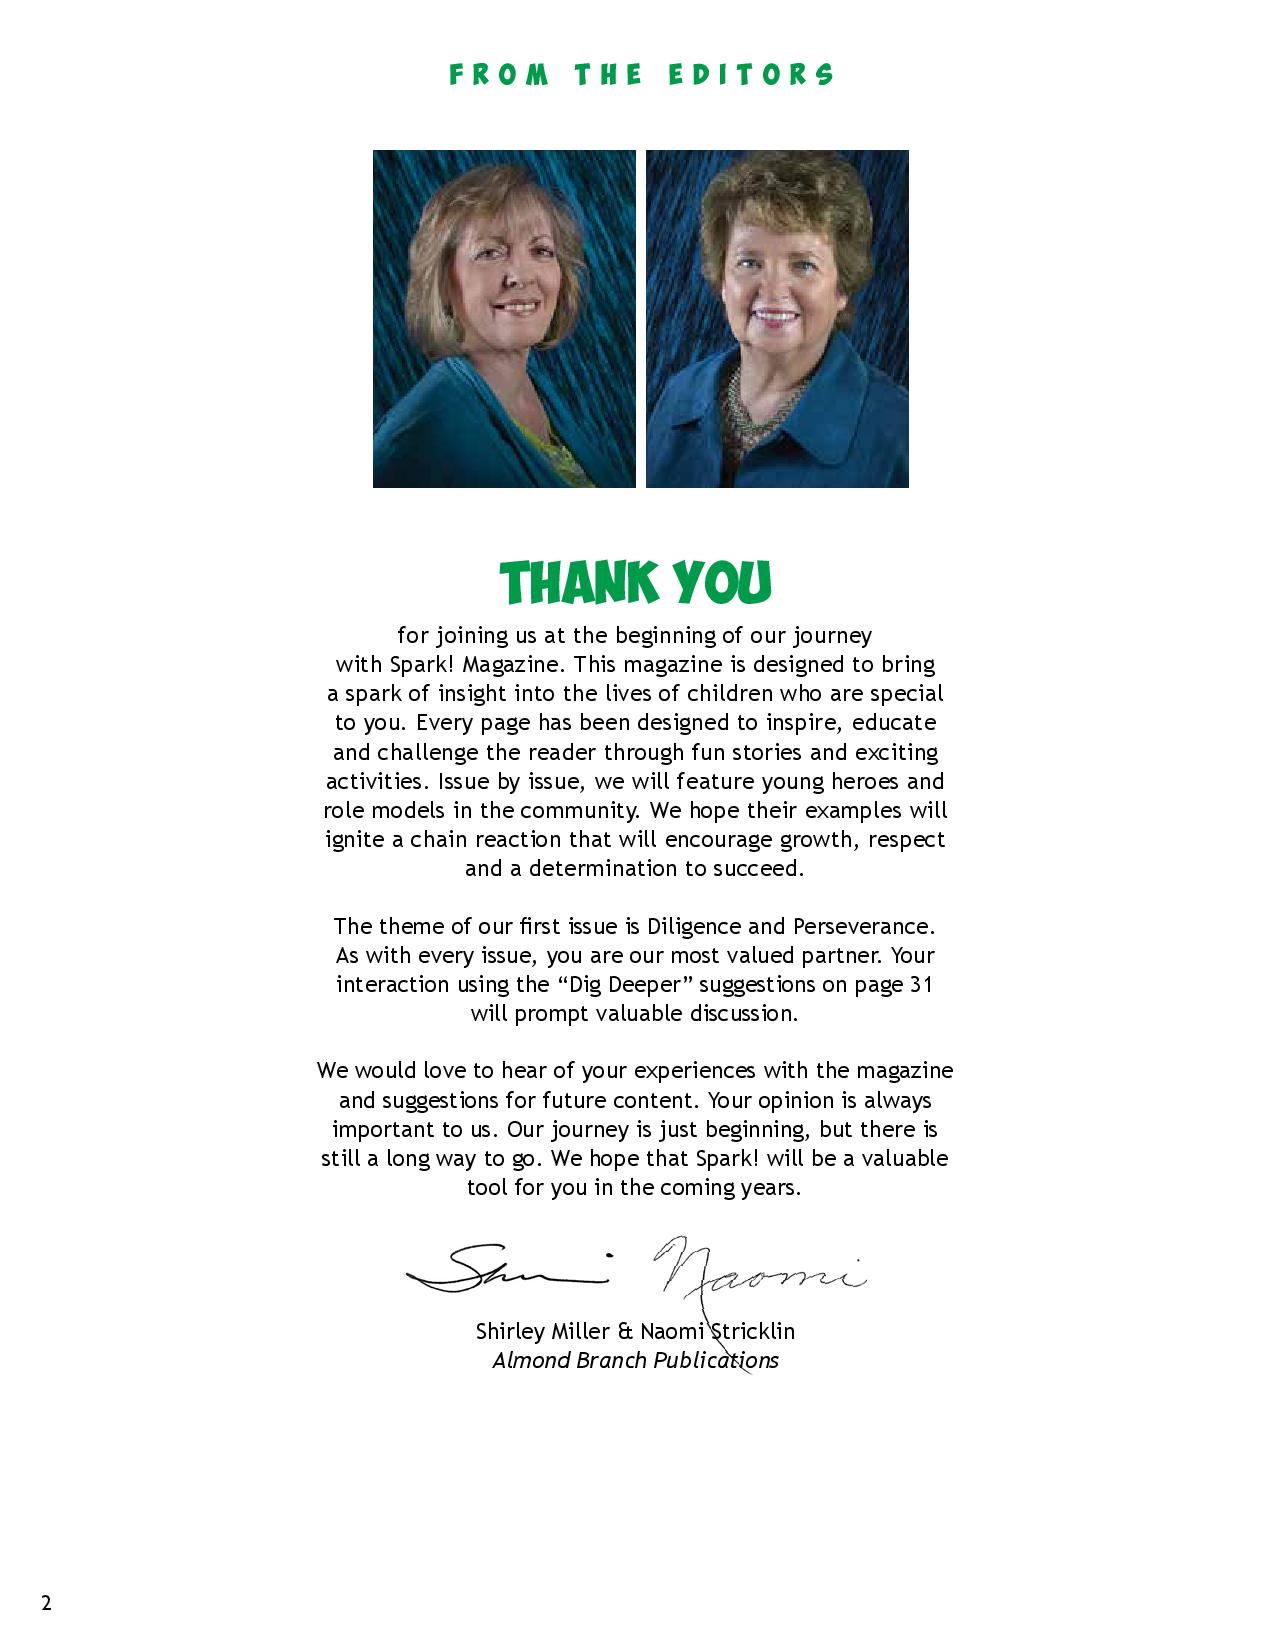 FROM THE EDITORS
THANK YOU
for joining us at the beginning of our journey
with Spark! Magazine. This magazine is designed to bring
a spark of insight into the lives of children who are special
to you. Every page has been designed to inspire, educate
and challenge the reader through fun stories and exciting
activities. Issue by issue, we will feature young heroes and
role models in the community. We hope their examples will
ignite a chain reaction that will encourage growth, respect
and a determination to succeed.
The theme of our first issue is Diligence and Perseverance.
As with every issue, you are our most valued partner. Your
interaction using the “Dig Deeper” suggestions on page 31
will prompt valuable discussion.
We would love to hear of your experiences with the magazine
and suggestions for future content. Your opinion is always
important to us. Our journey is just beginning, but there is
still a long way to go. We hope that Spark! will be a valuable
tool for you in the coming years.
Naomi
Shirley Miller & Naomi Stricklin
Almond Branch Publications
2